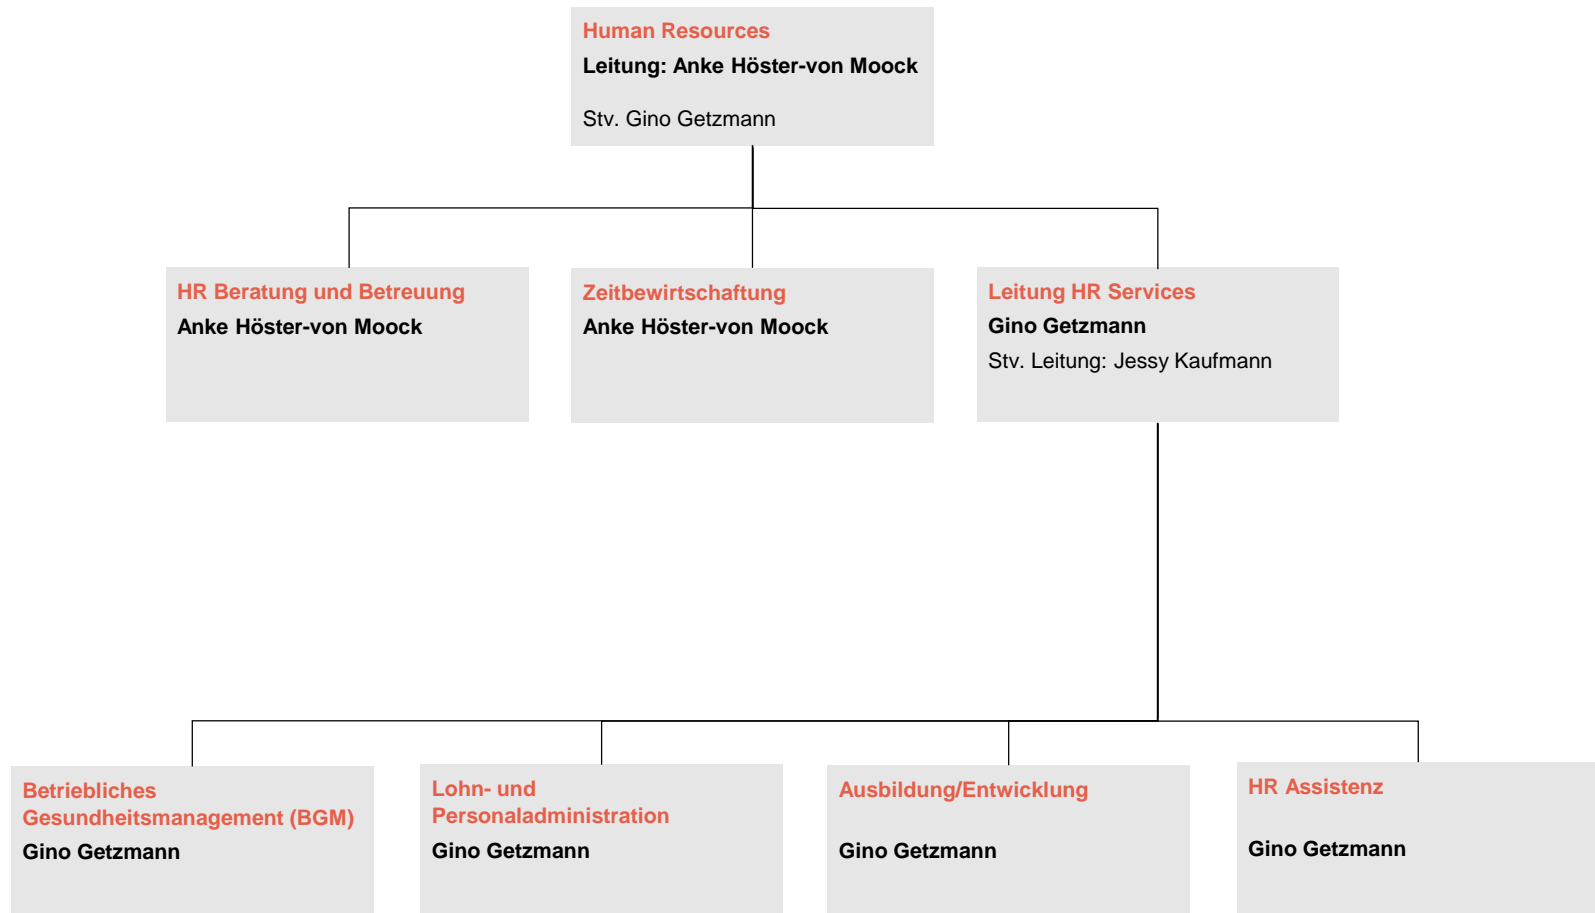 Human Resources
Leitung: Anke Höster-von Moock
Stv. Gino Getzmann
HR Beratung und Betreuung
Anke Höster-von Moock
Zeitbewirtschaftung
Anke Höster-von Moock
Leitung HR Services
Gino Getzmann
Stv. Leitung: Jessy Kaufmann
Betriebliches
Gesundheitsmanagement (BGM)
Gino Getzmann
Lohn- und
Personaladministration
Gino Getzmann
Ausbildung/Entwicklung
Gino Getzmann
HR Assistenz
Gino Getzmann